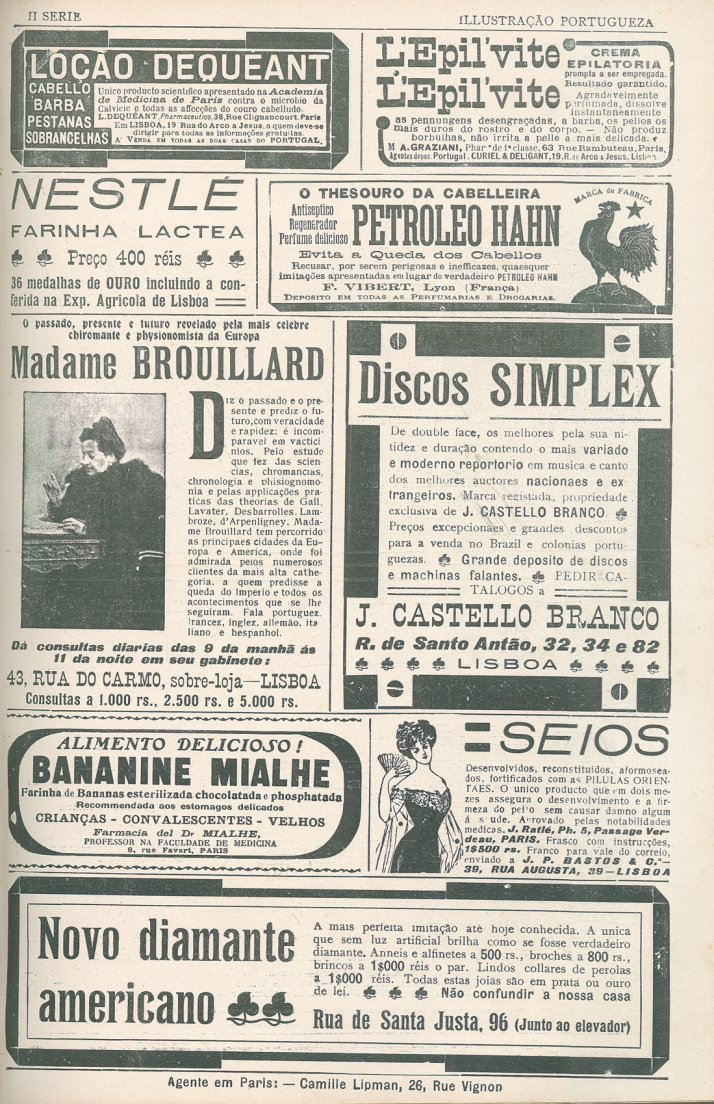 II SERIE
ILLUSTRAÇÃO PORTUGUEZA
LOÇÃO DEQUÉANT
CABELLO
BARBA
PESTANAS
SOBRANCELHAS
Unico producto scientifico apresentado na Academia
de Medicina de Paris contra o microbio da
Calvicie e todas as affecções do couro cabelludo.
L. DEQUÉANT, Pharmaceutico, 38, Rue Clignancourt, Paris
Em LISBOA, 19 Rua do Arco a Jesus, a quem deve-se
dirigir para todas as informações gratuitas.
A' VENDA EM TODAS AS BOAS CASAS DO PORTUGAL,
L'Epil'vite
L'Epil'vite
CREMA
EPILATORIA
prompta a ser empregada.
Resultado garantido.
Agradavelmente
perfumada, dissolve
instantaneamente
as pennungens desengraçadas, a barba, os pellos os
mais duros do rosto e do corpo. — Não produz
borbulhas, não irrita a pelle a mais delicada.
M A. GRAZIANI, Pharª de 1ª classe, 63, Rue Rambuteau, Paris,
Agentes depos. Portugal. CURIEL & DELIGANT, 19, R. do Arco a Jesus, Lisboa.
NESTLÉ
FARINHA LACTEA
Preço 400 réis
36 medalhas de OURO incluindo a con-
ferida na Exp. Agricola de Lisboa
O THESOURO DA CABELLEIRA
Antiseptico
Regenerador
Perfume delicioso
PETROLEO HAHN
MARCA de FABRICA
Evita a Queda dos Cabellos
Recusar, por serem perigosas e inefficazes, quaesquer
imitações apresentadas em lugar do verdadeiro PETROLEO HAHN
F. VIBERT, Lyon (França)
DEPOSITO EM TODAS AS PERFUMARIAS E DROGARIAS.
O passado, presente e futuro revelado pela mais celebre
chiromante e physionomista da Europa
Madame BROUILLARD
Diz o passado e o pre-
sente e prediz o fu-
turo, com veracidade
e rapidez: é incom-
paravel em vactici
nios. Pelo estudo
que fez das scien-
cias, chromancias,
chronologia e phisiognomo-
nia e pelas applicações pra-
ticas das theorias de Gall,
Lavater, Desbarrolles, Lam-
broze, d'Arpenligney, Mada-
me Brouillard tem percorrido
as principaes cidades da Eu-
ropa e America, onde foi
admirada pelos numerosos
clientes da mais alta cathe-
goria, a quem predisse a
queda do Imperio e todos os
acontecimentos que se lhe
seguiram. Fala portuguez,
francez, inglez, allemão, ita
liano e hespanhol.
Dá consultas diarias das 9 da manhã ás
11 da noite em seu gabinete:
43, RUA DO CARMO, sobre-loja—LISBOA
Consultas a 1.000 rs., 2.500 rs. e 5.000 rs.
Discos SIMPLEX
De double face, os melhores pela sua ni-
tidez e duração contendo o mais variado
e moderno reportorio em musica e canto
dos melhores auctores nacionaes e ex
trangeiros. Marca registada, propriedade
exclusiva de J. CASTELLO BRANCO.
Preços excepcionaes e grandes descontos
para a venda no Brazil e colonias portu-
guezas. Grande deposito de discos
e machinas falantes. PEDIR CA-
TALOGOS a
J. CASTELLO BRANCO
R. de Santo Antão, 32, 34 e 82
LISBOA
ALIMENTO DELICIOSO!
BANANINE MIALHE
Farinha de Bananas esterilizada chocolatada e phosphatada
Recommendada aos estomagos delicados
CRIANÇAS - CONVALESCENTES - VELHOS
Farmacia del Dr MIALHE,
PROFESSOR NA FACULDADE DE MEDICINA
8, rue Favart, PARIS
SEIOS
Desenvolvidos, reconstituidos, aformosea-
dos, fortificados com as PILULAS ORIEN-
TAES. O unico producto que em dois me-
zes assegura o desenvolvimento e a fir-
meza do peito sem causar damno algum
á saude. Aprovado pelas notabilidades
medicas. J. Ratié, Ph. 5, Passage Ver-
deau, PARIS. Frasco com instrucções,
1$500 rs. Franco para vale do correio,
enviado a J. P. BASTOS & C.ª—
39, RUA AUGUSTA, 39—LISBOA
Novo diamante
americano
A mais perfeita imitação até hoje conhecida. A unica
que sem luz artificial brilha como se fosse verdadeiro
diamante. Anneis e alfinetes a 500 rs., broches a 800 rs.,
brincos a 1$000 réis o par. Lindos collares de perolas
a 1$000 réis. Todas estas joias são em prata ou ouro
de lei. Não confundir a nossa casa
Rua de Santa Justa, 96 (Junto ao elevador)
Agente em Paris: — Camille Lipman, 26, Rue Vignon